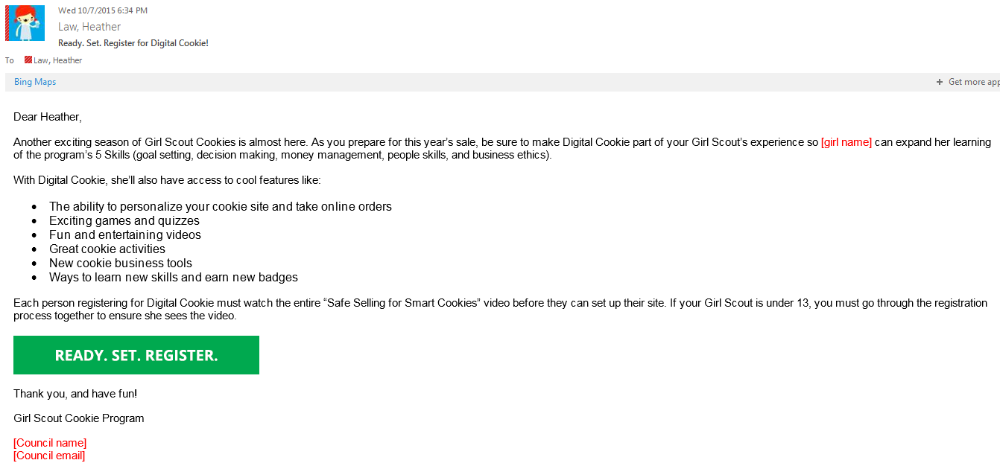 Wed 10/7/2015 6:34 PM
Law, Heather
Ready. Set. Register for Digital Cookie!
To Law, Heather
Bing Maps
+ Get more app
Dear Heather,
Another exciting season of Girl Scout Cookies is almost here. As you prepare for this year’s sale, be sure to make Digital Cookie part of your Girl Scout’s experience so [girl name] can expand her learning
of the program’s 5 Skills (goal setting, decision making, money management, people skills, and business ethics).
With Digital Cookie, she’ll also have access to cool features like:
• The ability to personalize your cookie site and take online orders
• Exciting games and quizzes
• Fun and entertaining videos
• Great cookie activities
• New cookie business tools
• Ways to learn new skills and earn new badges
Each person registering for Digital Cookie must watch the entire “Safe Selling for Smart Cookies” video before they can set up their site. If your Girl Scout is under 13, you must go through the registration
process together to ensure she sees the video.
READY. SET. REGISTER.
Thank you, and have fun!
Girl Scout Cookie Program
[Council name]
[Council email]